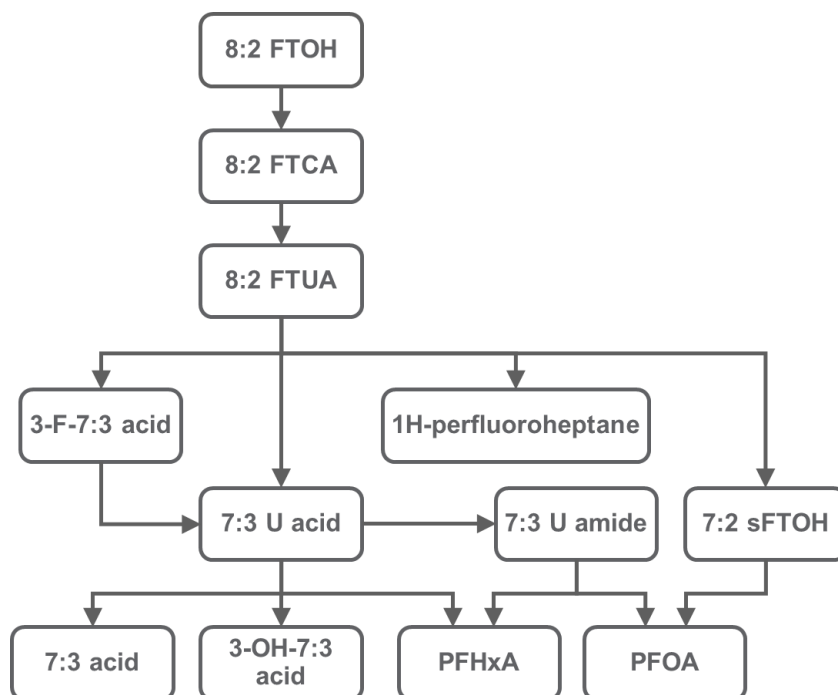 8:2 FTOH
8:2 FTCA
8:2 FTUA
3-F-7:3 acid
1H-perfluoroheptane
7:3 U acid
7:3 U amide
7:2 sFTOH
7:3 acid
3-OH-7:3
acid
PFHxA
PFOA